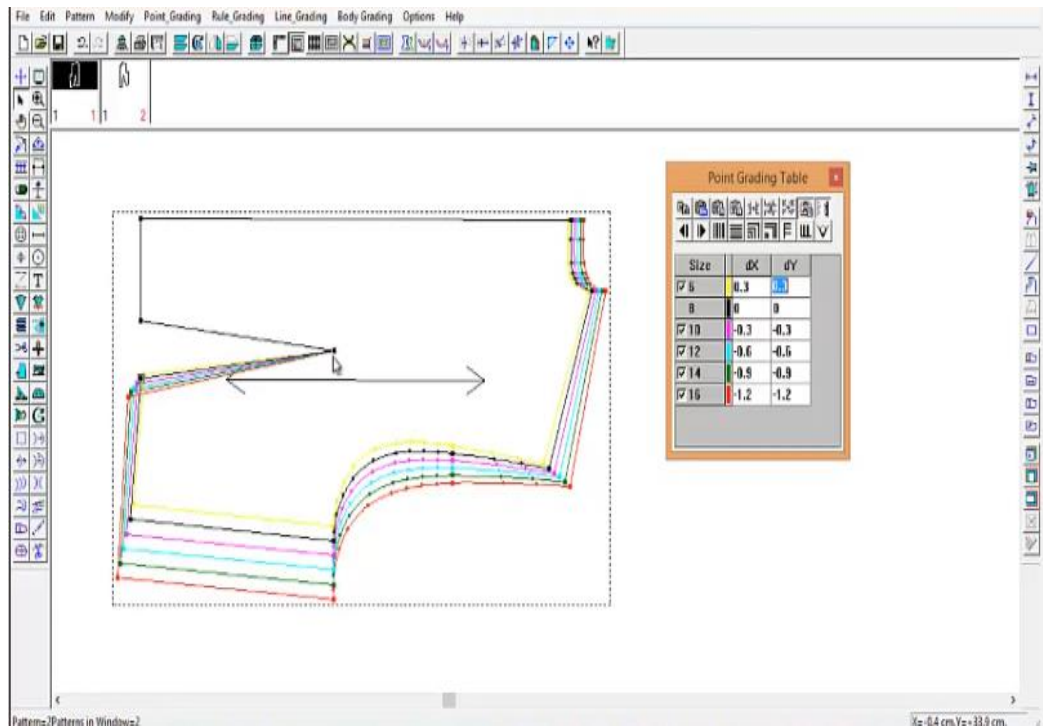 File Edit Pattern Modify Point_Grading Rule_Grading Line_Grading Body Grading Options Help
1 1 1 2
Point Grading Table
Size dX dY
6 0.3 0.3
8 0 0
10 -0.3 -0.3
12 -0.6 -0.6
14 -0.9 -0.9
16 -1.2 -1.2
Pattern=2Patterns in Window=2 X=-0.4 cm,Y=+33.9 cm.